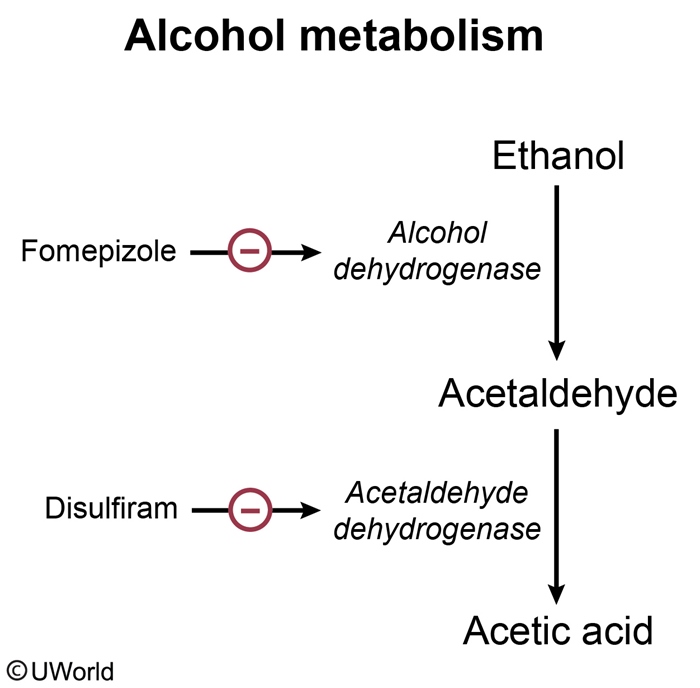 Alcohol metabolism
Ethanol
Fomepizole
−
Alcohol
dehydrogenase
Acetaldehyde
Disulfiram
−
Acetaldehyde
dehydrogenase
Acetic acid
©UWorld